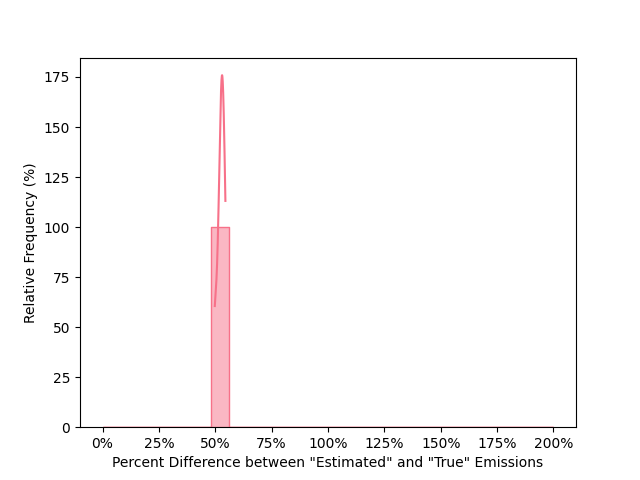 175
150
125
100
75
50
25
0
Relative Frequency (%)
0% 25% 50% 75% 100% 125% 150% 175% 200%
Percent Difference between "Estimated" and "True" Emissions